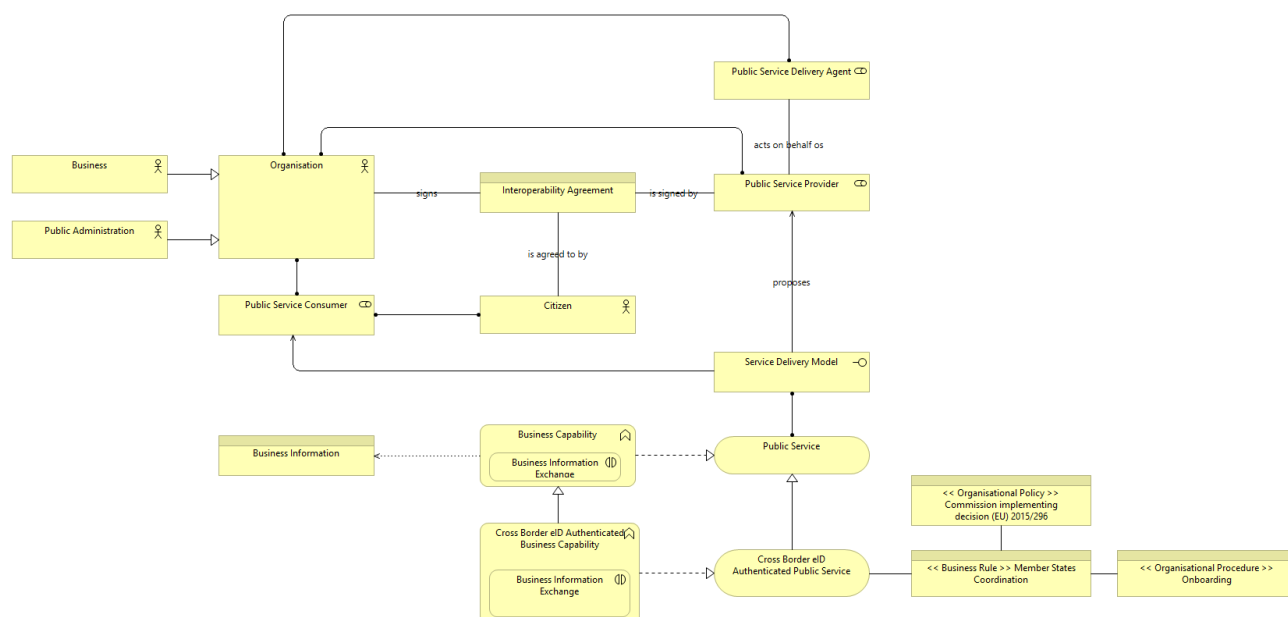 Public Service Delivery Agent
acts on behalf os
Business
Organisation
Public Administration
signs
Interoperability Agreement
is signed by
Public Service Provider
is agreed to by
Public Service Consumer
Citizen
proposes
Service Delivery Model
Business Information
Business Capability
Business Information
Exchange
Public Service
Cross Border eID Authenticated
Business Capability
Business Information
Exchange
Cross Border eID
Authenticated Public Service
<< Organisational Policy >>
Commission implementing
decision (EU) 2015/296
<< Business Rule >> Member States
Coordination
<< Organisational Procedure >>
Onboarding